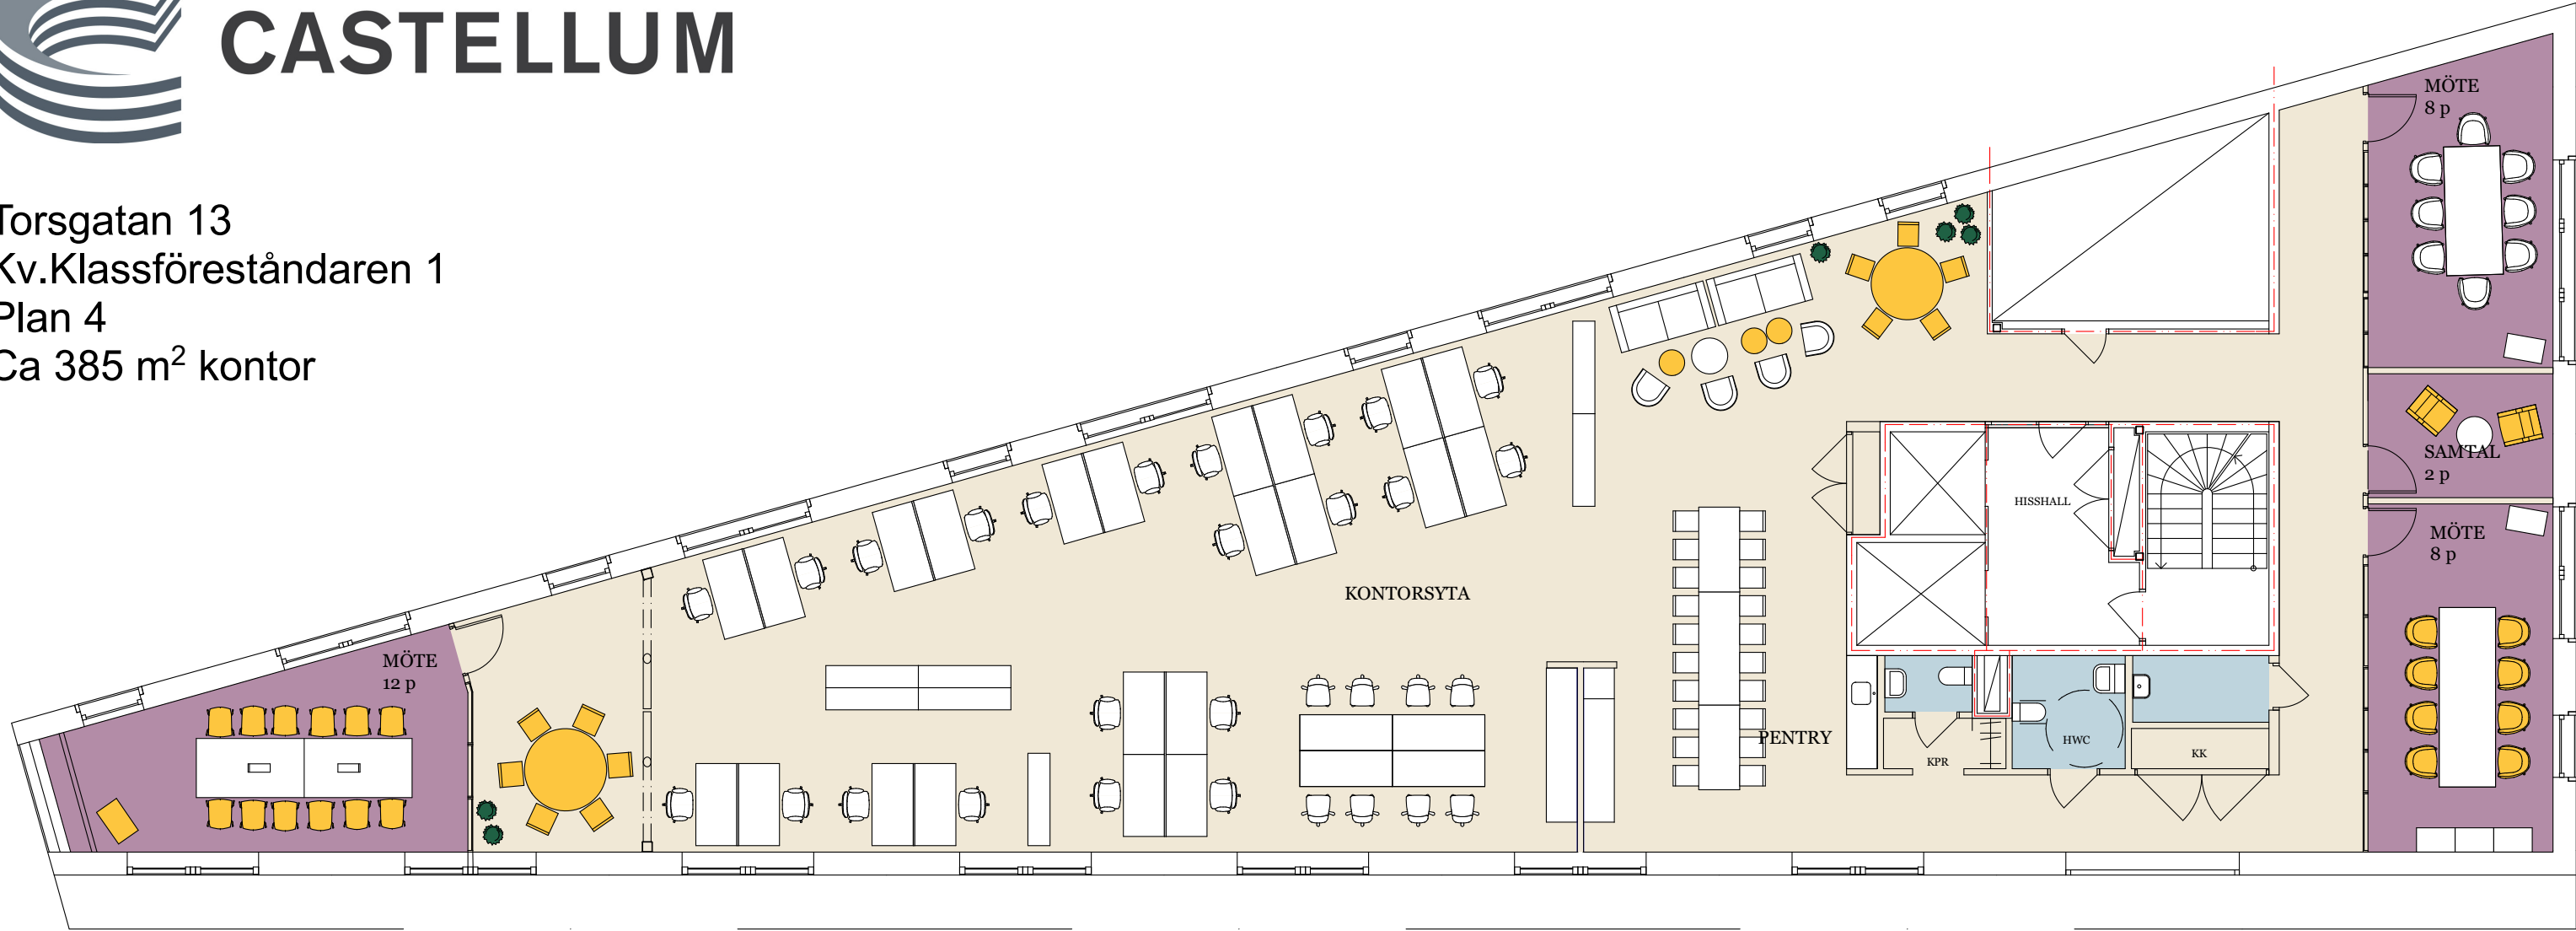 CASTELLUM
Torsgatan 13
Kv.Klassföreståndaren 1
Plan 4
Ca 385 m² kontor
MÖTE
8 p
SAMTAL
2 p
HISSHALL
MÖTE
8 p
KONTORSYTA
MÖTE
12 p
PENTRY
HWC
KK
KPR